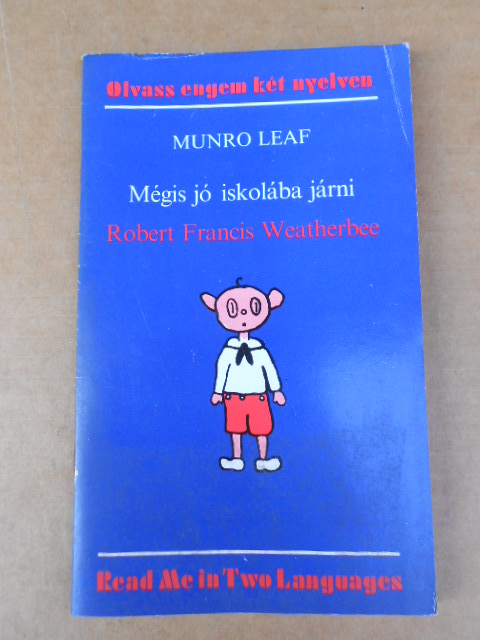 Olvass engem két nyelven
MUNRO LEAF
Mégis jó iskolába járni
Robert Francis Weatherbee
Read Me in Two Languages